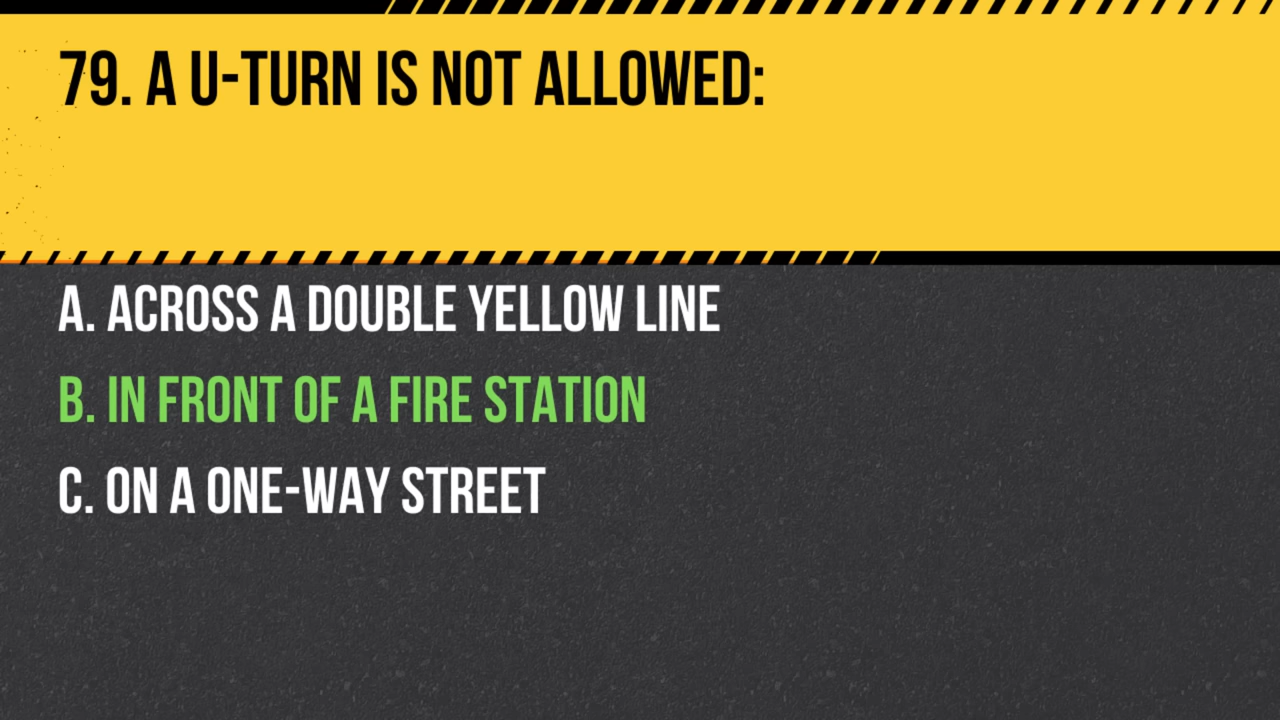 79. A U-TURN IS NOT ALLOWED:
A. ACROSS A DOUBLE YELLOW LINE
B. IN FRONT OF A FIRE STATION
C. ON A ONE-WAY STREET